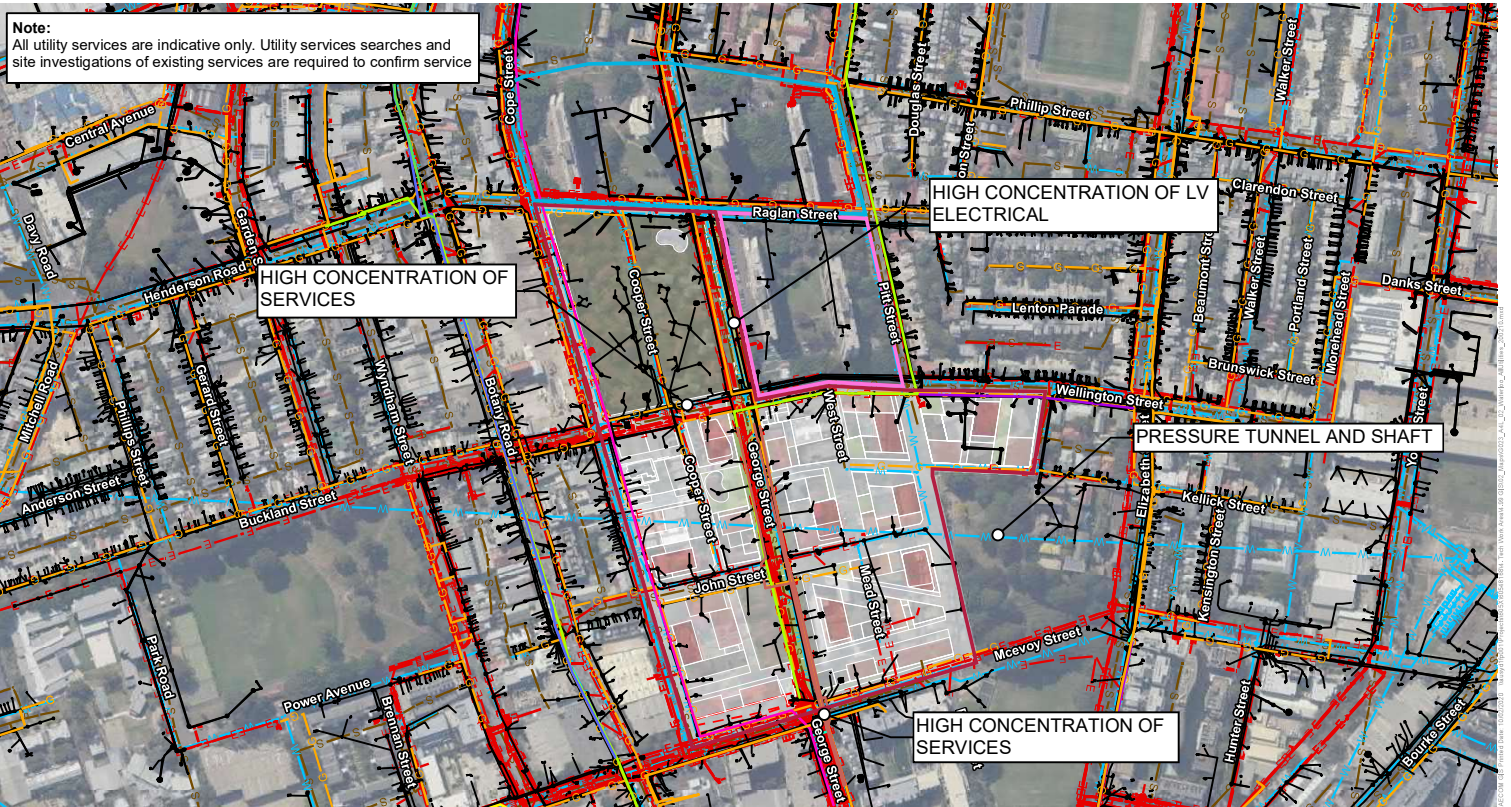 Note:
All utility services are indicative only. Utility services searches and
site investigations of existing services are required to confirm service
Cope Street
Douglas Street
Walker Street
Phillip Street
Central Avenue
on Street
Clarendon Street
HIGH CONCENTRATION OF LV
ELECTRICAL
Raglan Street
Davy Road
Henderson Road
HIGH CONCENTRATION OF
SERVICES
Cooper Street
Pitt Street
Lenton Parade
Walker Street
Portland Street
Morehead Street
Danks Street
Brunswick Street
Mitchell Road
Phillips Street
Gerard Street
Wyndham Street
Botany Road
Wellington Street
West Street
PRESSURE TUNNEL AND SHAFT
Anderson Street
Buckland Street
Cooper Street
George Street
Elizabeth
Kellick Street
Kensington Street
John Street
Mead Street
Mcevoy Street
Park Road
Power Avenue
Brennan Street
HIGH CONCENTRATION OF
SERVICES
George Street
Hunter Street
Bourke Street